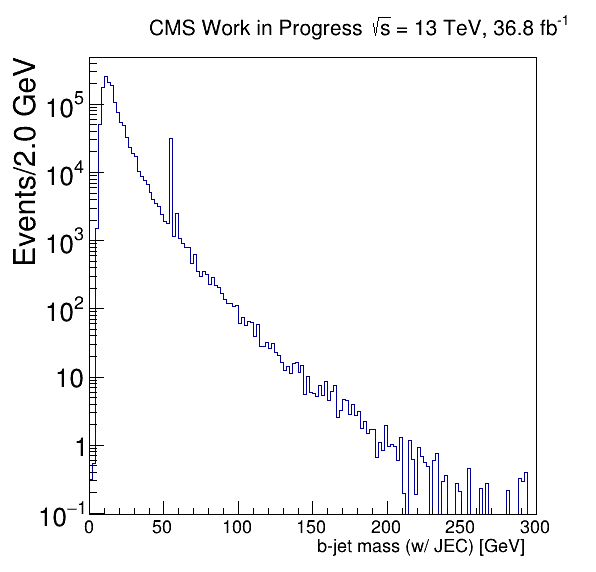 CMS Work in Progress √s = 13 TeV, 36.8 fb⁻¹
Events/2.0 GeV
10⁵
10⁴
10³
10²
10
1
10⁻¹
0 50 100 150 200 250 300
b-jet mass (w/ JEC) [GeV]